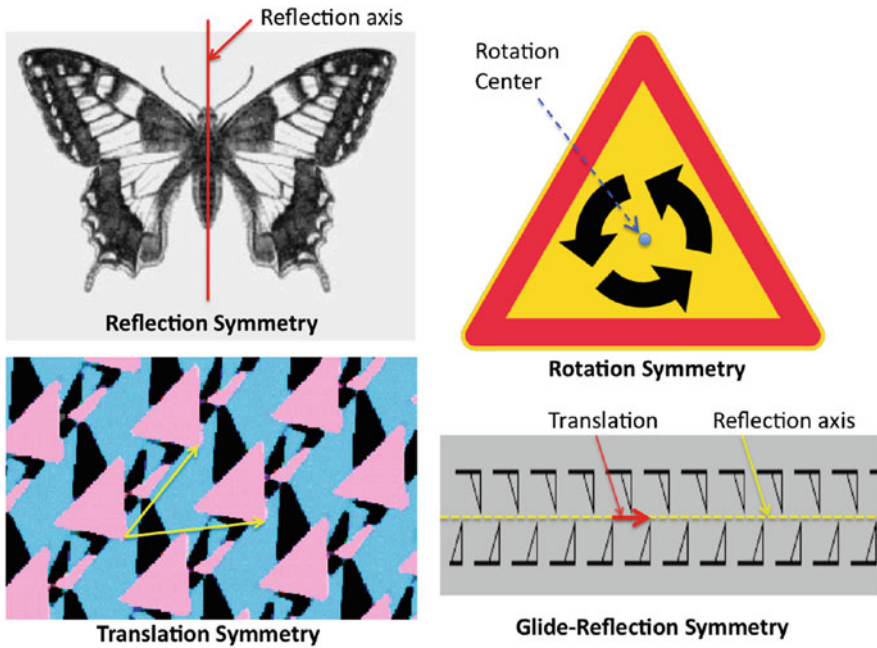 Reflection axis
Reflection Symmetry
Rotation
Center
Rotation Symmetry
Translation Symmetry
Translation
Reflection axis
Glide-Reflection Symmetry